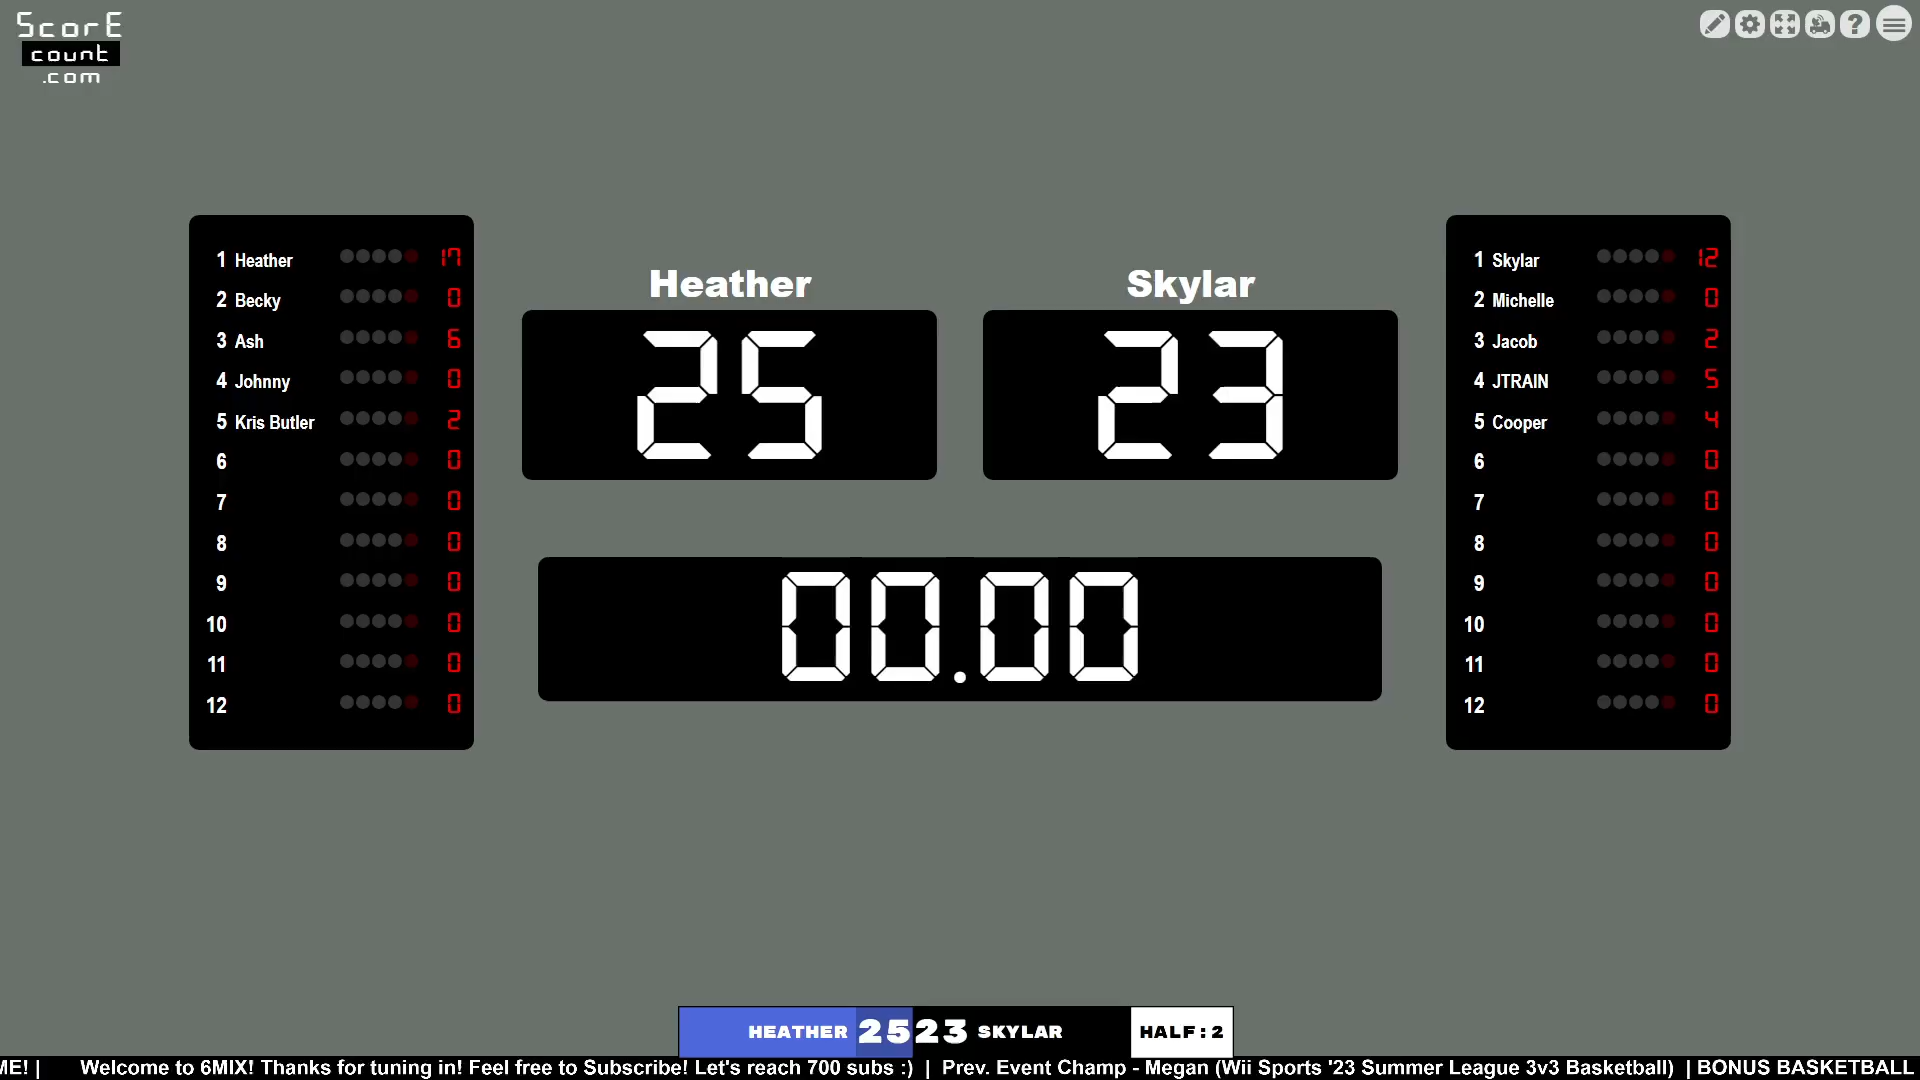 ScorE
count
.com
1 Heather 17
2 Becky 0
3 Ash 6
4 Johnny 0
5 Kris Butler 2
6 0
7 0
8 0
9 0
10 0
11 0
12 0
Heather
25
Skylar
23
00.00
1 Skylar 12
2 Michelle 0
3 Jacob 2
4 JTRAIN 5
5 Cooper 4
6 0
7 0
8 0
9 0
10 0
11 0
12 0
?
HEATHER 25 23 SKYLAR HALF:2
ME! | Welcome to 6MIX! Thanks for tuning in! Feel free to Subscribe! Let's reach 700 subs :) | Prev. Event Champ - Megan (Wii Sports '23 Summer League 3v3 Basketball) | BONUS BASKETBALL